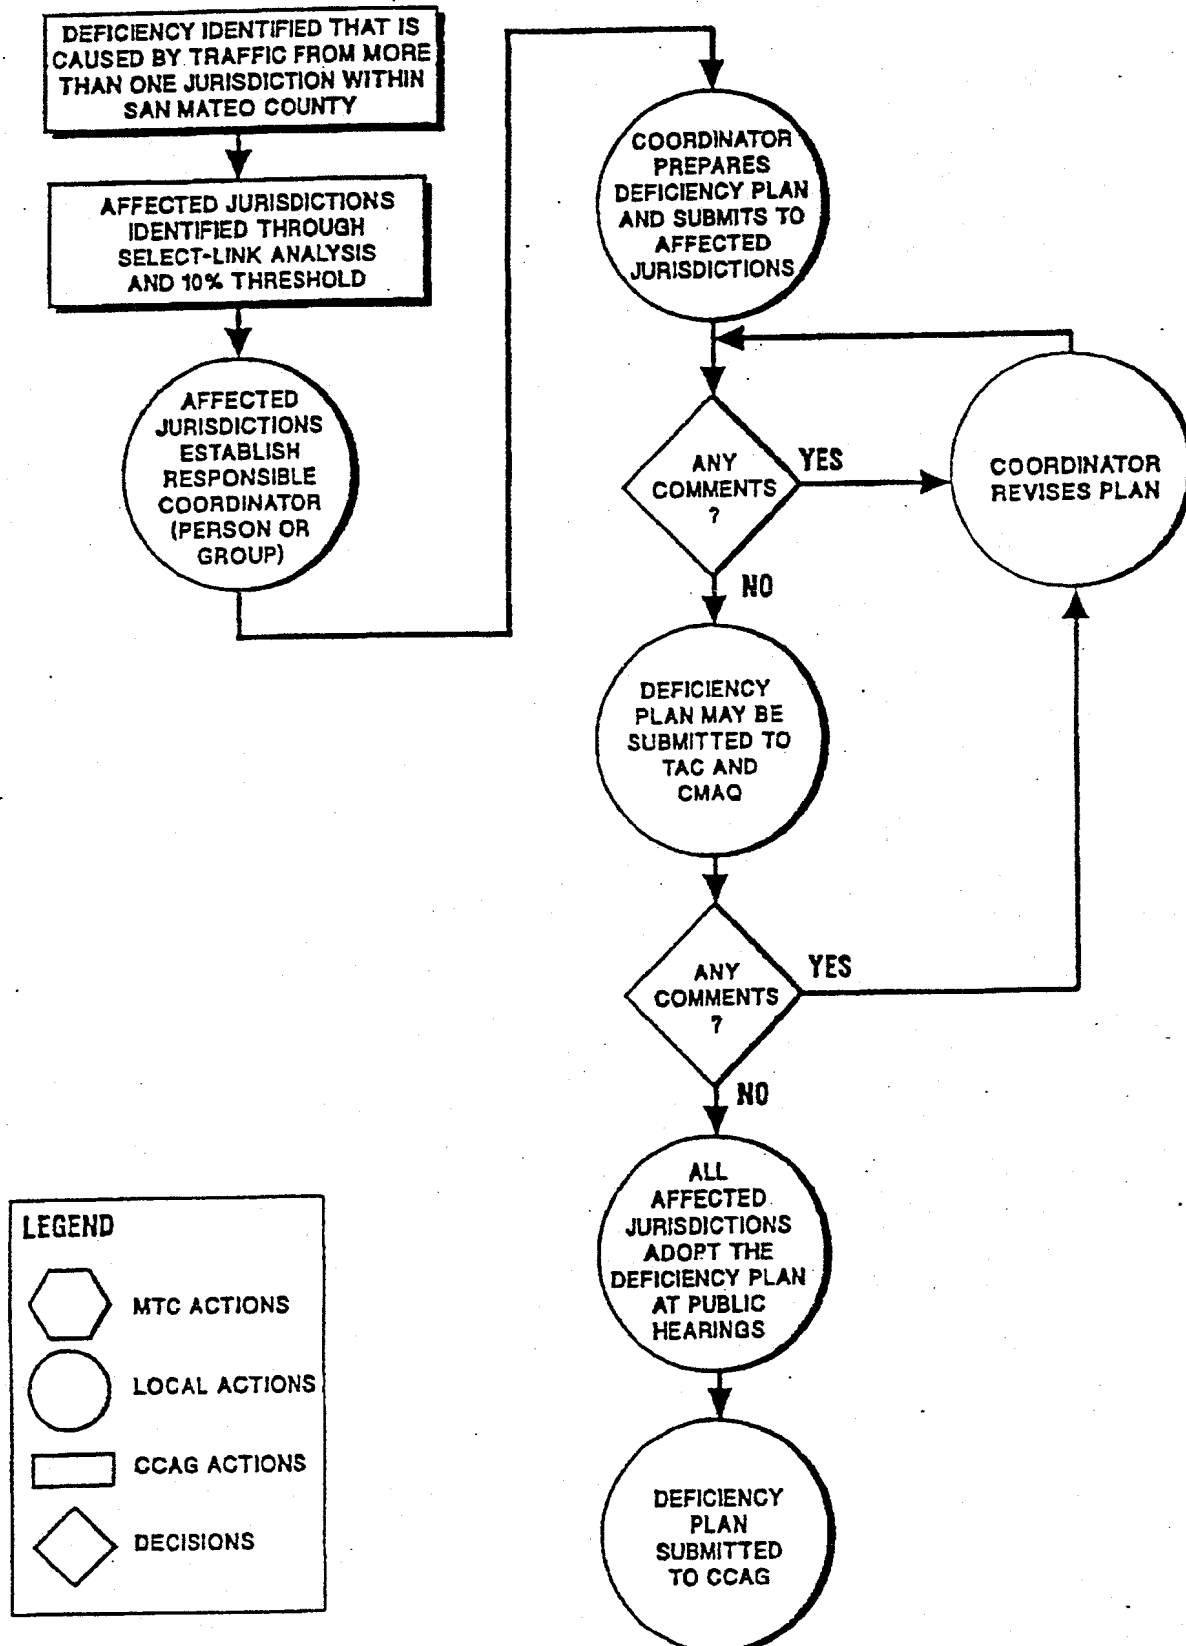 DEFICIENCY IDENTIFIED THAT IS
CAUSED BY TRAFFIC FROM MORE
THAN ONE JURISDICTION WITHIN
SAN MATEO COUNTY
AFFECTED JURISDICTIONS
IDENTIFIED THROUGH
SELECT-LINK ANALYSIS
AND 10% THRESHOLD
AFFECTED
JURISDICTIONS
ESTABLISH
RESPONSIBLE
COORDINATOR
(PERSON OR
GROUP)
COORDINATOR
PREPARES
DEFICIENCY PLAN
AND SUBMITS TO
AFFECTED
JURISDICTIONS
ANY
COMMENTS
?
YES
COORDINATOR
REVISES PLAN
NO
DEFICIENCY
PLAN MAY BE
SUBMITTED TO
TAC AND
CMAQ
ANY
COMMENTS
?
YES
NO
ALL
AFFECTED
JURISDICTIONS
ADOPT THE
DEFICIENCY PLAN
AT PUBLIC
HEARINGS
DEFICIENCY
PLAN
SUBMITTED
TO CCAG
LEGEND
MTC ACTIONS
LOCAL ACTIONS
CCAG ACTIONS
DECISIONS